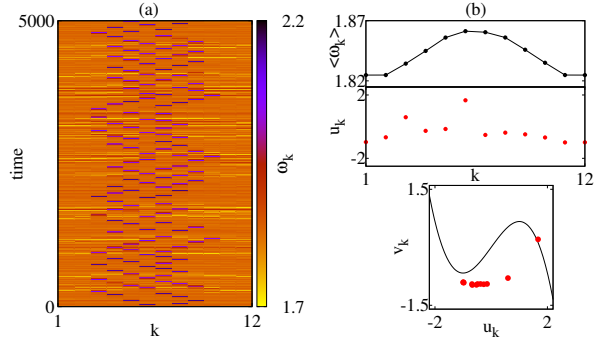 (a)
5000
time
0
1
k
12
2.2
ω_k
1.7
(b)
1.87
<ω_k>
1.82
2
u_k
-2
1
k
12
1.5
v_k
-1.5
-2
u_k
2